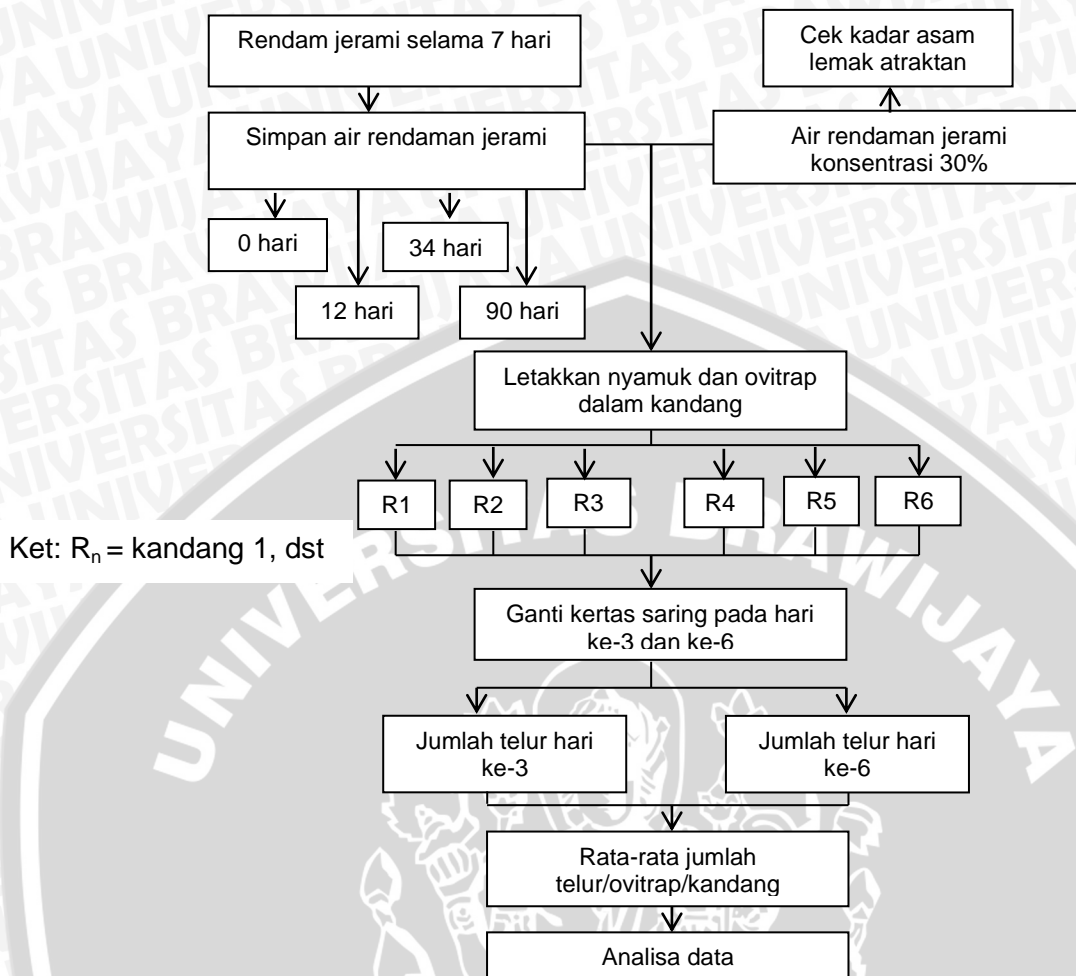 Rendam jerami selama 7 hari
Cek kadar asam
lemak atraktan
Simpan air rendaman jerami
Air rendaman jerami
konsentrasi 30%
0 hari
34 hari
12 hari
90 hari
Letakkan nyamuk dan ovitrap
dalam kandang
R1
R2
R3
R4
R5
R6
Ket: Rn = kandang 1, dst
Ganti kertas saring pada hari
ke-3 dan ke-6
Jumlah telur hari
ke-3
Jumlah telur hari
ke-6
Rata-rata jumlah
telur/ovitrap/kandang
Analisa data
UNIVERSITAS BRAWIJAYA